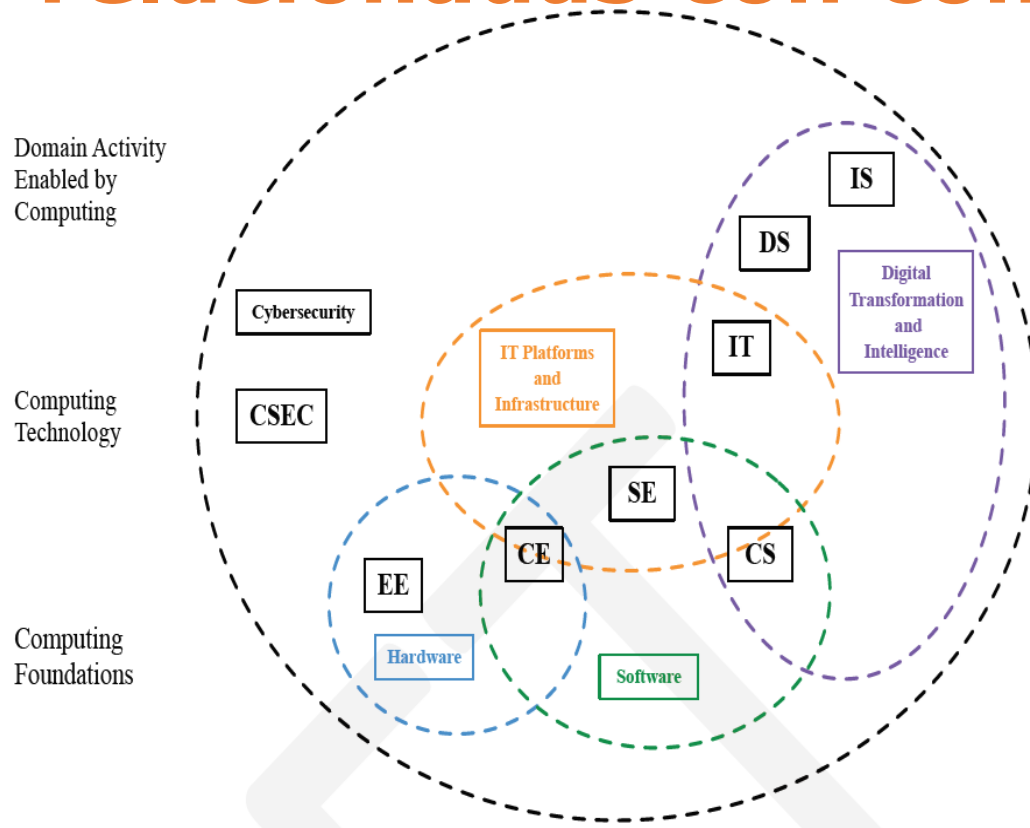 Domain Activity
Enabled by
Computing
IS
DS
Digital
Transformation
and
Intelligence
Cybersecurity
IT Platforms
and
Infrastructure
IT
Computing
Technology
CSEC
SE
CE
CS
EE
Computing
Foundations
Hardware
Software